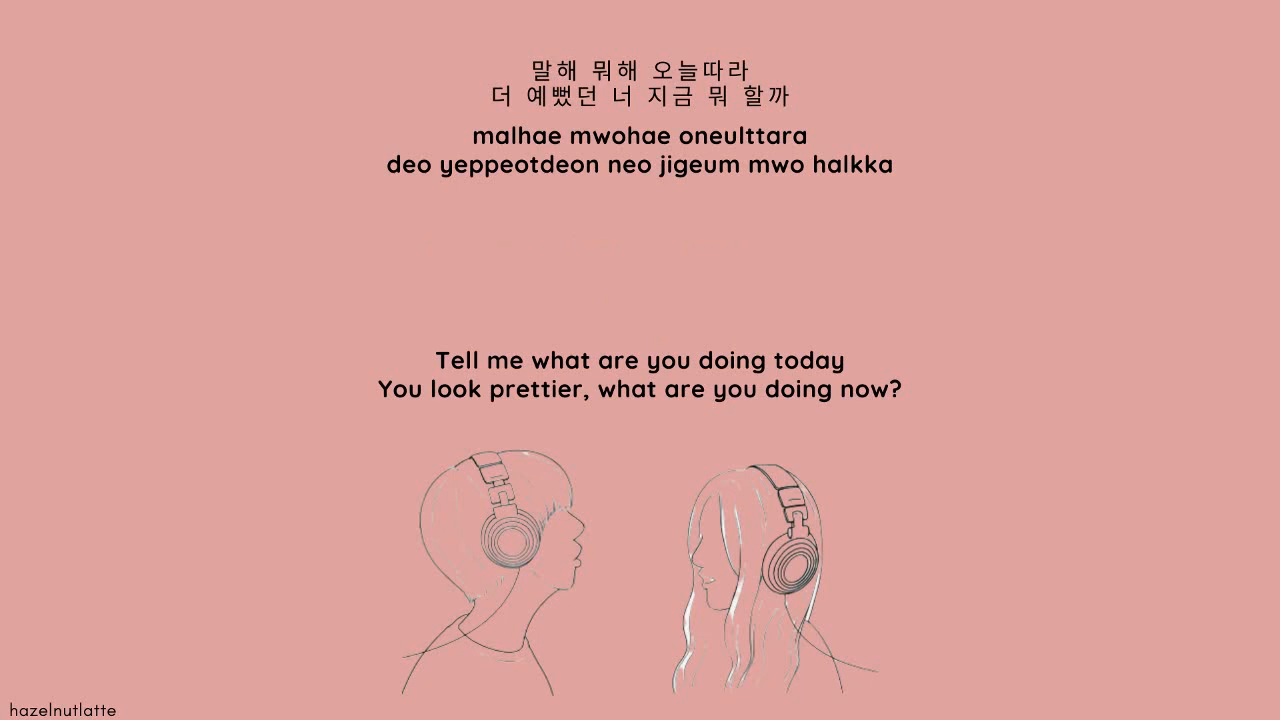 말해 뭐해 오늘따라
더 예뻤던 너 지금 뭐 할까
malhae mwohae oneulttara
deo yeppeotdeon neo jigeum mwo halkka
Tell me what are you doing today
You look prettier, what are you doing now?
hazelnutlatte